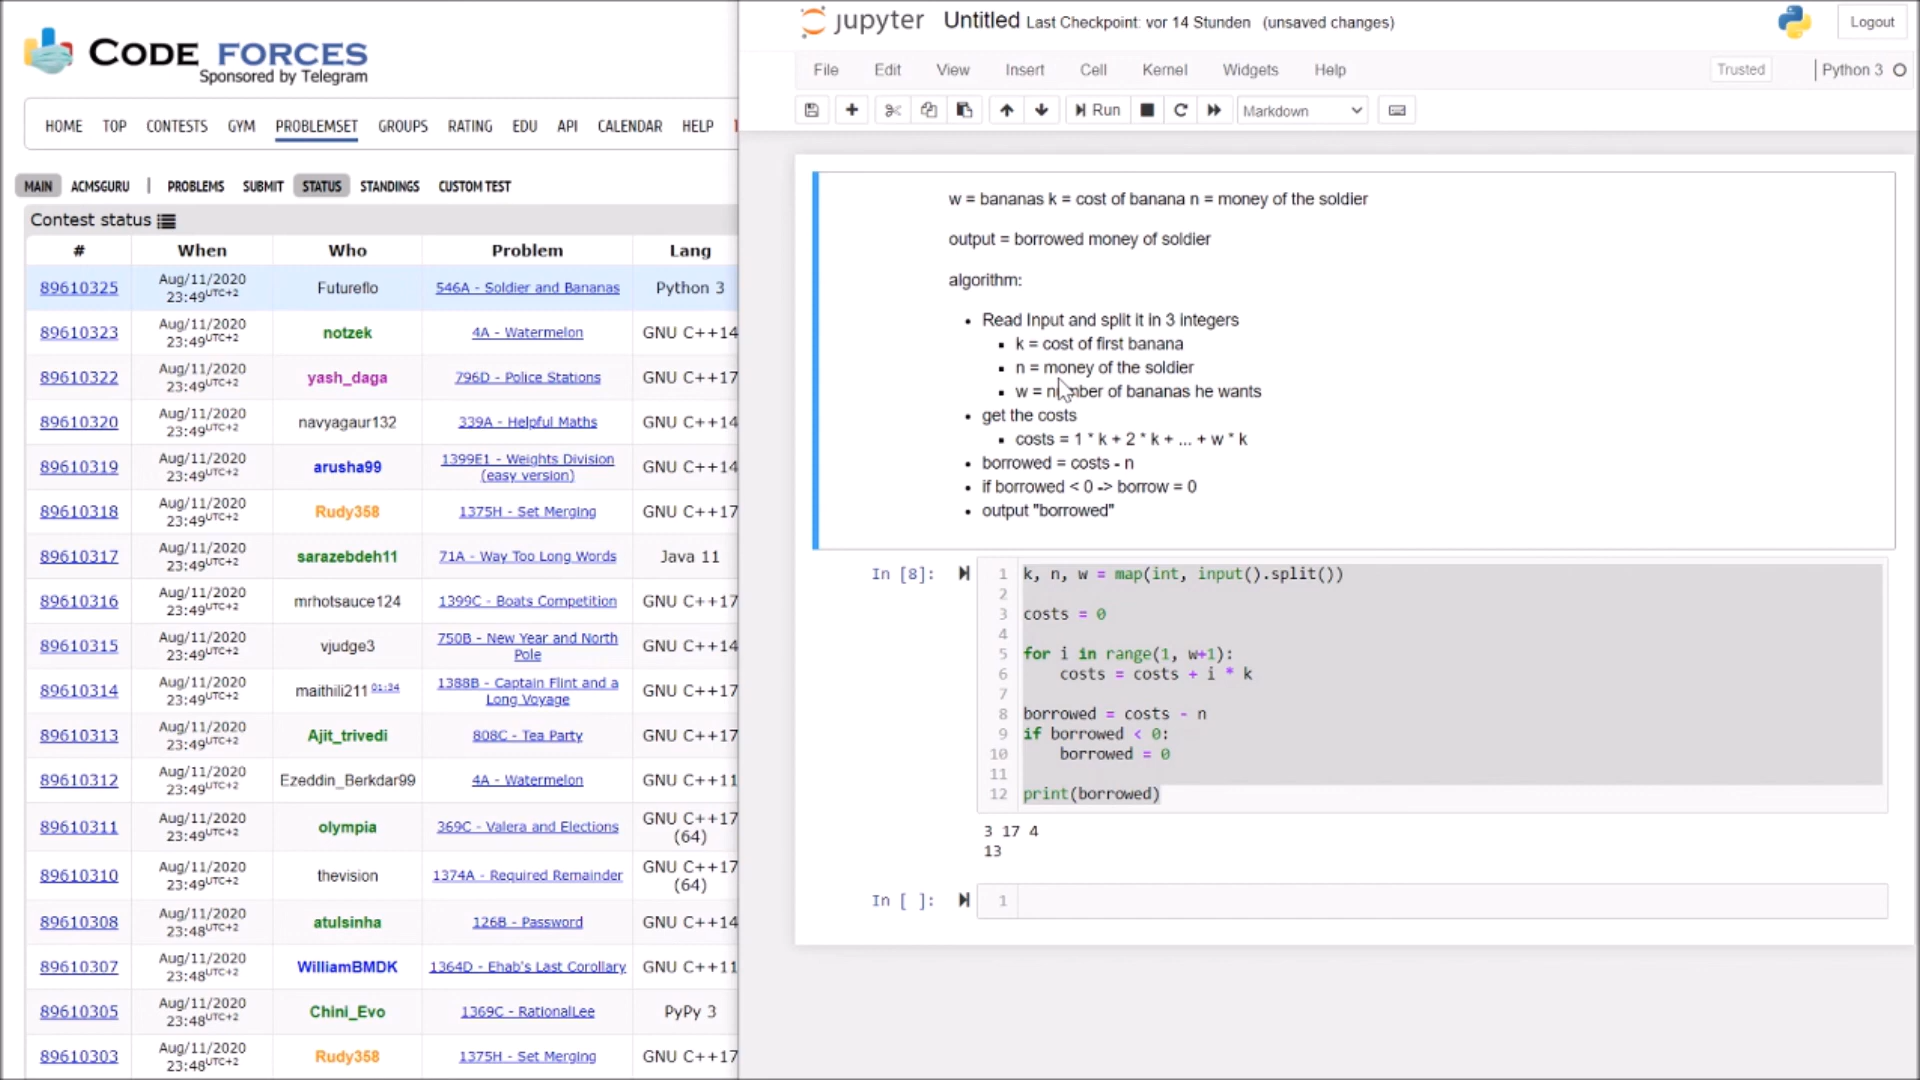 CODE FORCES
Sponsored by Telegram
HOME TOP CONTESTS GYM PROBLEMSET GROUPS RATING EDU API CALENDAR HELP
MAIN ACMSGURU | PROBLEMS SUBMIT STATUS STANDINGS CUSTOM TEST
Contest status
# When Who Problem Lang
89610325 Aug/11/2020 23:49UTC+2 Futureflo 546A - Soldier and Bananas Python 3
89610323 Aug/11/2020 23:49UTC+2 notzek 4A - Watermelon GNU C++14
89610322 Aug/11/2020 23:49UTC+2 yash_daga 796D - Police Stations GNU C++17
89610320 Aug/11/2020 23:49UTC+2 navyagaur132 339A - Helpful Maths GNU C++14
89610319 Aug/11/2020 23:49UTC+2 arusha99 1399E1 - Weights Division (easy version) GNU C++14
89610318 Aug/11/2020 23:49UTC+2 Rudy358 1375H - Set Merging GNU C++17
89610317 Aug/11/2020 23:49UTC+2 sarazebdeh11 71A - Way Too Long Words Java 11
89610316 Aug/11/2020 23:49UTC+2 mrhotsauce124 1399C - Boats Competition GNU C++17
89610315 Aug/11/2020 23:49UTC+2 vjudge3 750B - New Year and North Pole GNU C++14
89610314 Aug/11/2020 23:49UTC+2 maithili211 01:34 1388B - Captain Flint and a Long Voyage GNU C++17
89610313 Aug/11/2020 23:49UTC+2 Ajit_trivedi 808C - Tea Party GNU C++17
89610312 Aug/11/2020 23:49UTC+2 Ezeddin_Berkdar99 4A - Watermelon GNU C++11
89610311 Aug/11/2020 23:49UTC+2 olympia 369C - Valera and Elections GNU C++17 (64)
89610310 Aug/11/2020 23:49UTC+2 thevision 1374A - Required Remainder GNU C++17 (64)
89610308 Aug/11/2020 23:48UTC+2 atulsinha 126B - Password GNU C++14
89610307 Aug/11/2020 23:48UTC+2 WilliamBMDK 1364D - Ehab's Last Corollary GNU C++11
89610305 Aug/11/2020 23:48UTC+2 Chini_Evo 1369C - RationalLee PyPy 3
89610303 Aug/11/2020 23:48UTC+2 Rudy358 1375H - Set Merging GNU C++17
jupyter Untitled Last Checkpoint: vor 14 Stunden (unsaved changes) Logout
File Edit View Insert Cell Kernel Widgets Help Trusted Python 3
Run Markdown
w = bananas k = cost of banana n = money of the soldier
output = borrowed money of soldier
algorithm:
• Read Input and split it in 3 integers
▪ k = cost of first banana
▪ n = money of the soldier
▪ w = number of bananas he wants
• get the costs
▪ costs = 1 * k + 2 * k + ... + w * k
• borrowed = costs - n
• if borrowed < 0 -> borrow = 0
• output "borrowed"
In [8]: 1 k, n, w = map(int, input().split())
2
3 costs = 0
4
5 for i in range(1, w+1):
6 costs = costs + i * k
7
8 borrowed = costs - n
9 if borrowed < 0:
10 borrowed = 0
11
12 print(borrowed)
3 17 4
13
In [ ]: 1